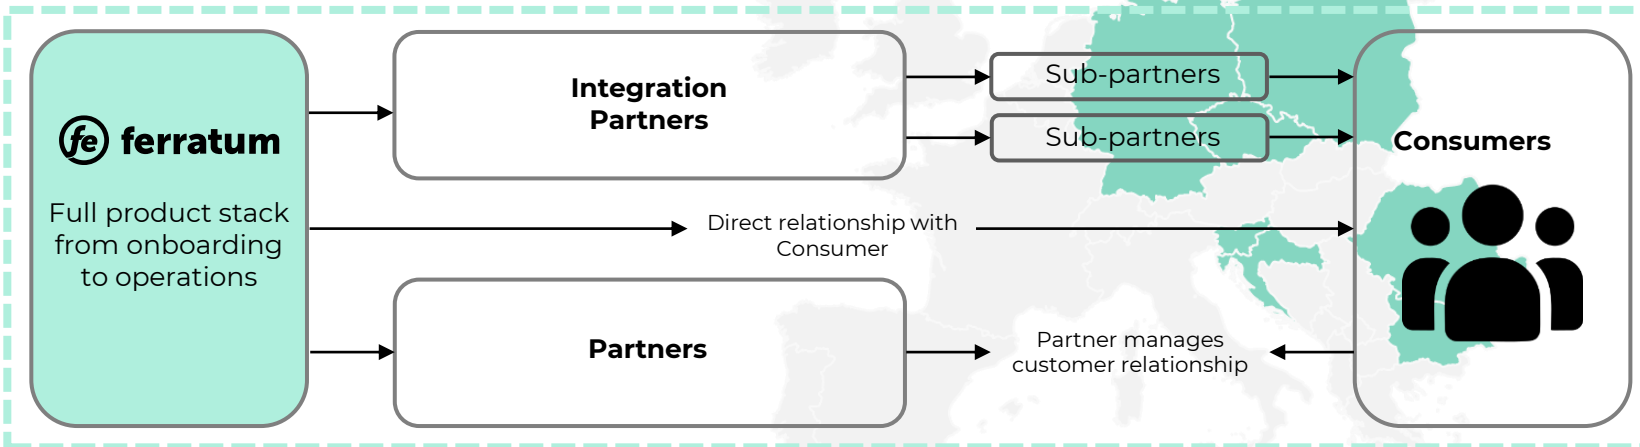 fe ferratum
Full product stack
from onboarding
to operations
Integration
Partners
Sub-partners
Sub-partners
Direct relationship with
Consumer
Partners
Partner manages
customer relationship
Consumers